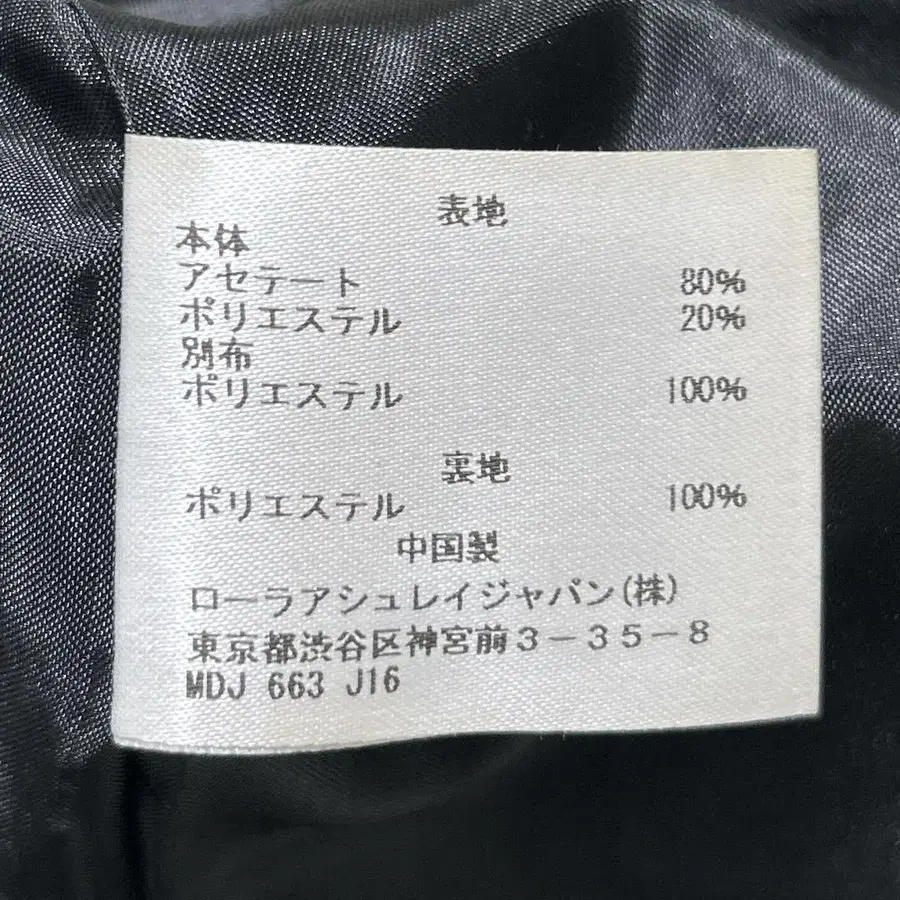 表地
本体
アセテート 80%
ポリエステル 20%
別布
ポリエステル 100%
裏地
ポリエステル 100%
中国製
ローラアシュレイジャパン(株)
東京都渋谷区神宮前3-35-8
MDJ 663 J16